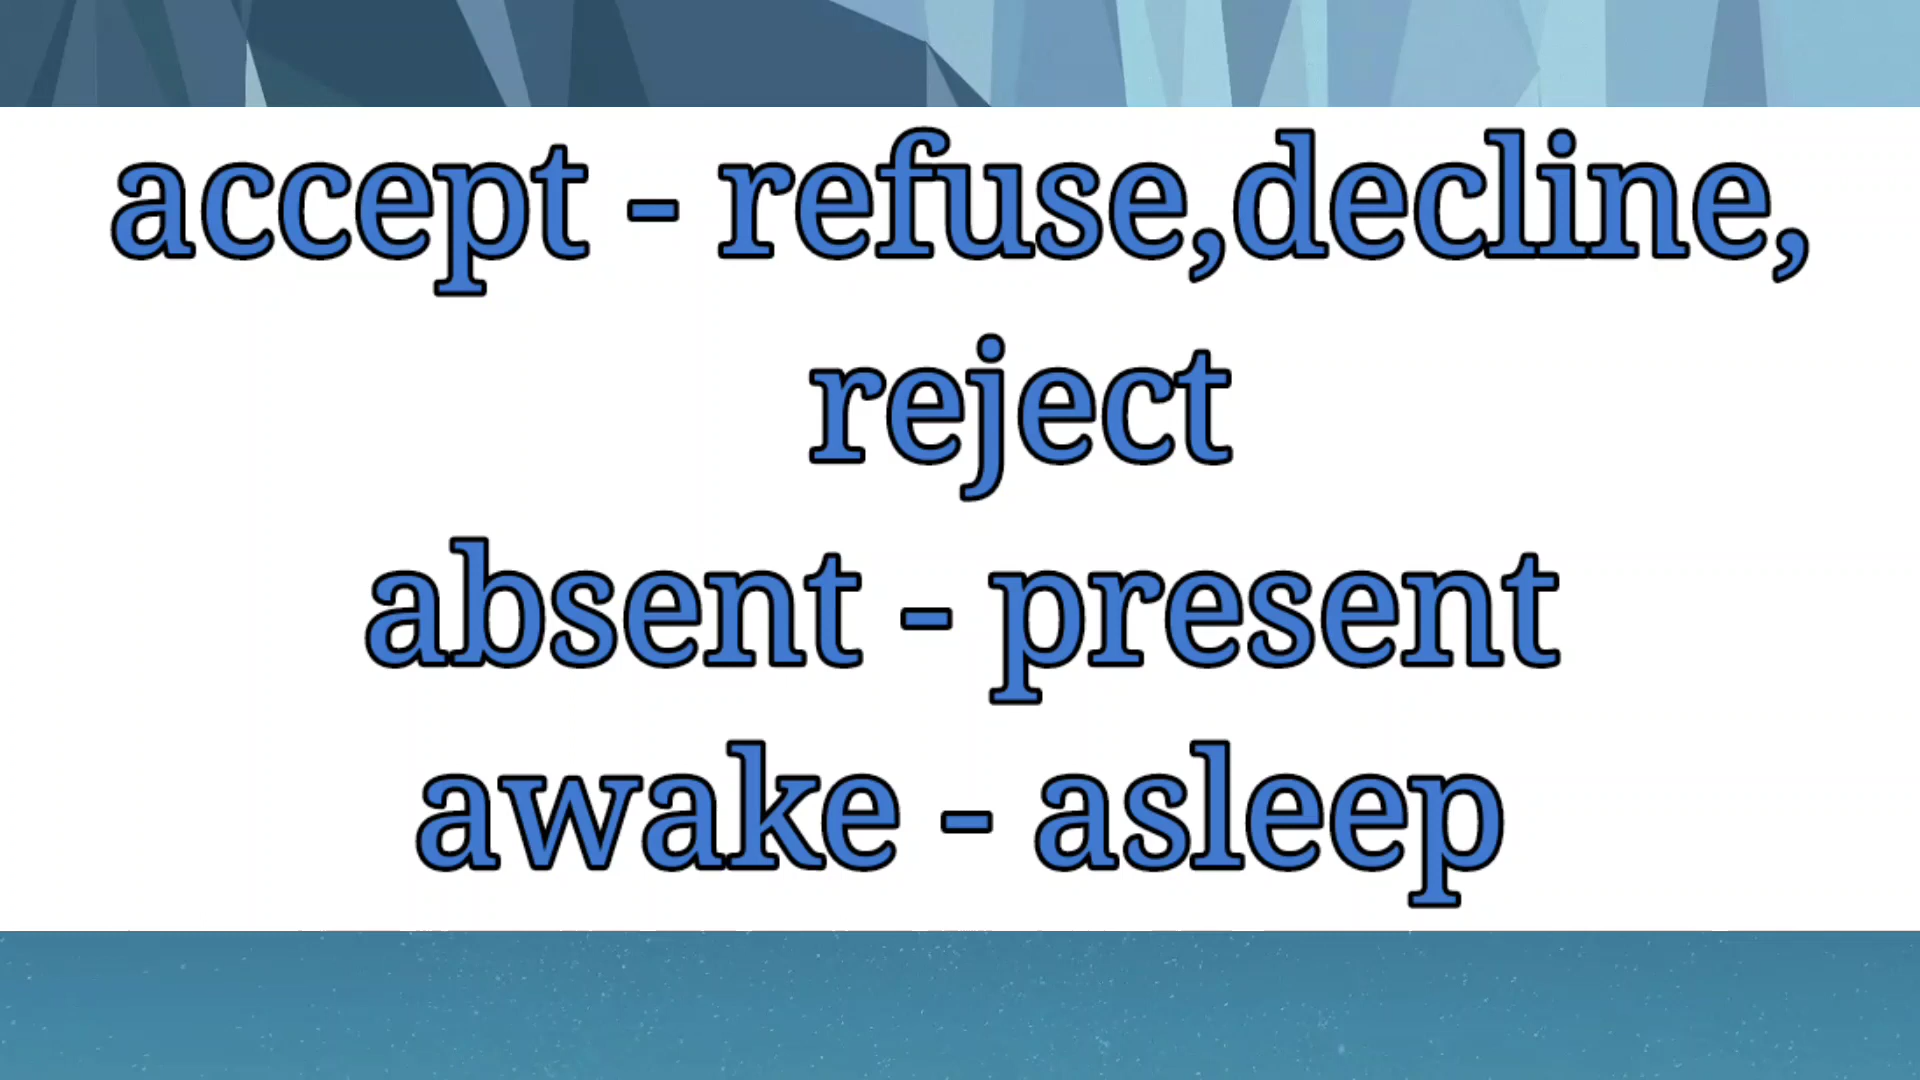 accept - refuse,decline,
reject
absent - present
awake - asleep